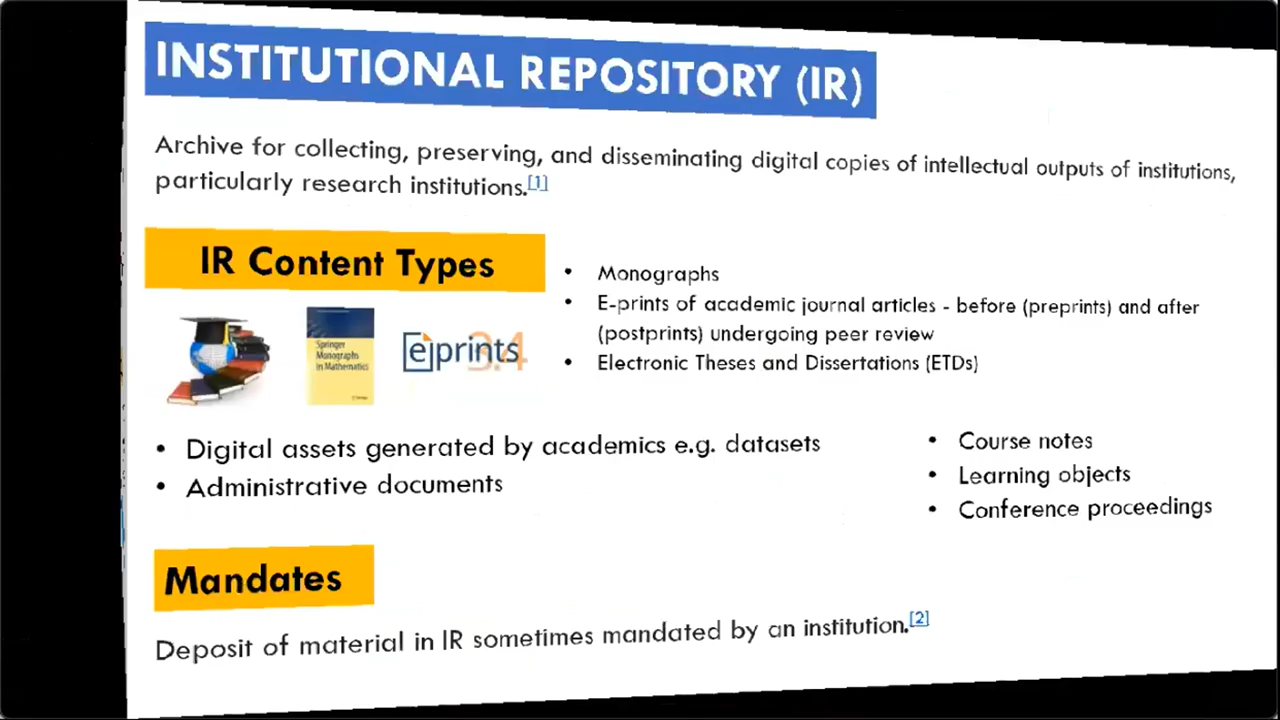 INSTITUTIONAL REPOSITORY (IR)
Archive for collecting, preserving, and disseminating digital copies of intellectual outputs of institutions,
particularly research institutions.[1]
IR Content Types
• Monographs
• E-prints of academic journal articles - before (preprints) and after
(postprints) undergoing peer review
• Electronic Theses and Dissertations (ETDs)
Springer
Monographs
in Mathematics
eprints
3.4
• Digital assets generated by academics e.g. datasets
• Administrative documents
• Course notes
• Learning objects
• Conference proceedings
Mandates
Deposit of material in IR sometimes mandated by an institution.[2]